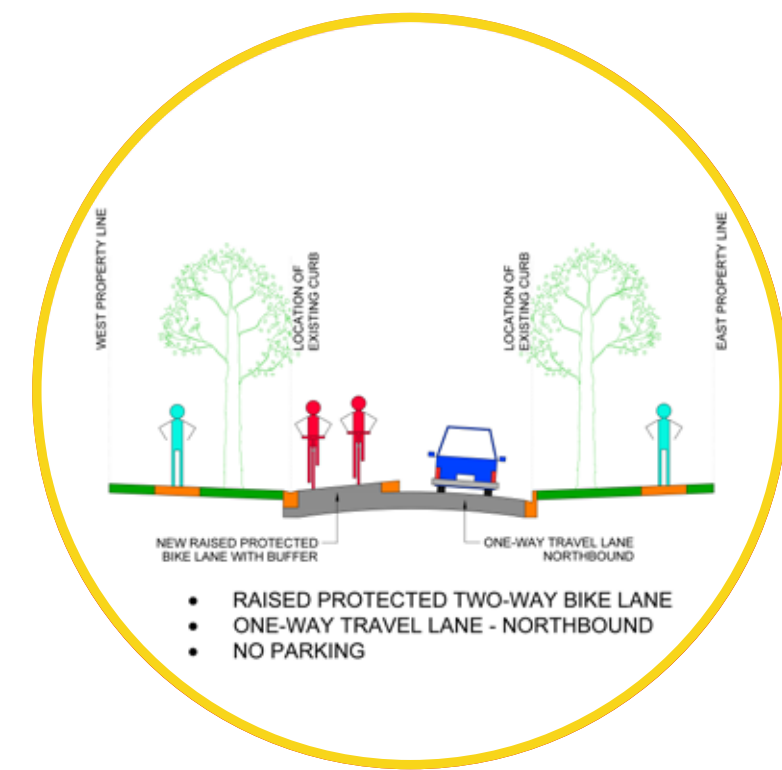 WEST PROPERTY LINE
LOCATION OF
EXISTING CURB
LOCATION OF
EXISTING CURB
EAST PROPERTY LINE
NEW RAISED PROTECTED
BIKE LANE WITH BUFFER
ONE-WAY TRAVEL LANE
NORTHBOUND
• RAISED PROTECTED TWO-WAY BIKE LANE
• ONE-WAY TRAVEL LANE - NORTHBOUND
• NO PARKING